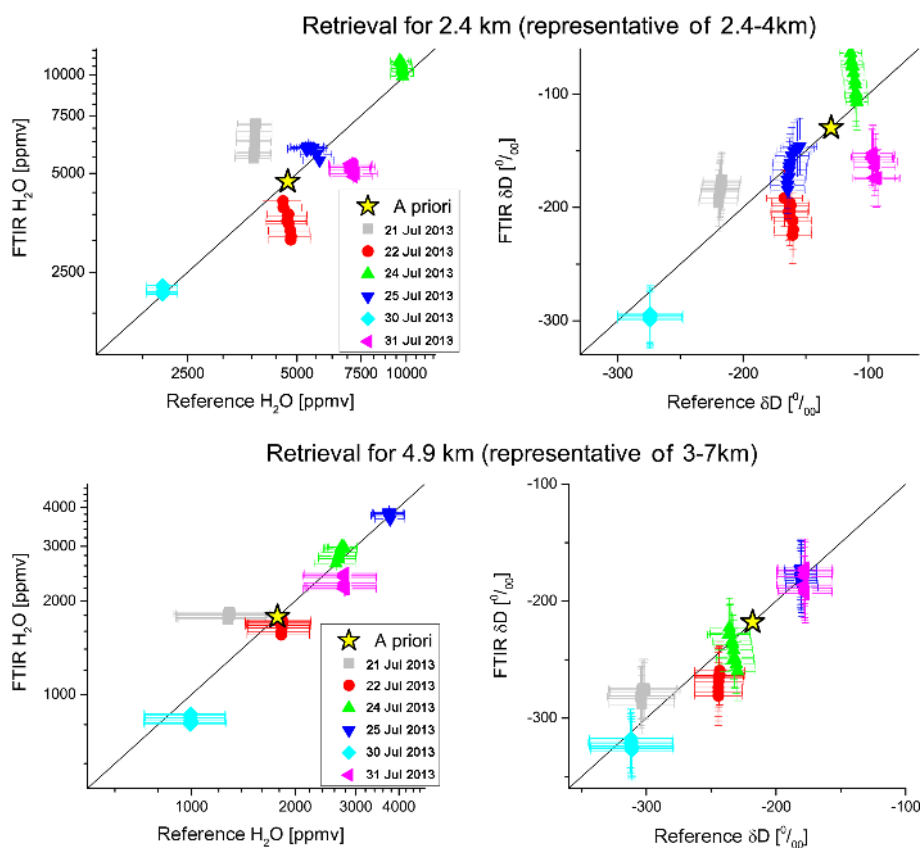 Retrieval for 2.4 km (representative of 2.4-4km)
10000
7500
5000
2500
FTIR H2O [ppmv]
A priori
21 Jul 2013
22 Jul 2013
24 Jul 2013
25 Jul 2013
30 Jul 2013
31 Jul 2013
2500 5000 7500 10000
Reference H2O [ppmv]
-100
-200
-300
FTIR δD [0/00]
-300 -200 -100
Reference δD [0/00]
Retrieval for 4.9 km (representative of 3-7km)
4000
3000
2000
1000
FTIR H2O [ppmv]
A priori
21 Jul 2013
22 Jul 2013
24 Jul 2013
25 Jul 2013
30 Jul 2013
31 Jul 2013
1000 2000 3000 4000
Reference H2O [ppmv]
-100
-200
-300
FTIR δD [0/00]
-300 -200 -100
Reference δD [0/00]